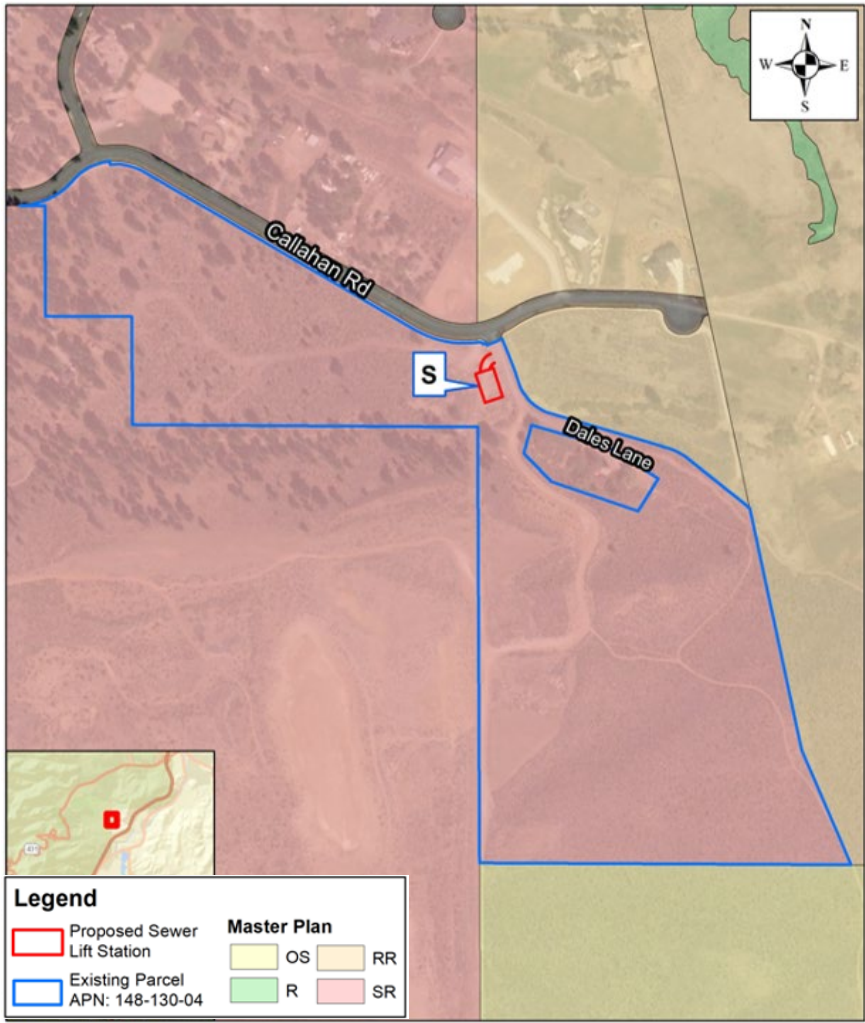 N
W E
S
Callahan Rd
S
Dales Lane
431
Legend
Proposed Sewer
Lift Station
Existing Parcel
APN: 148-130-04
Master Plan
OS RR
R SR